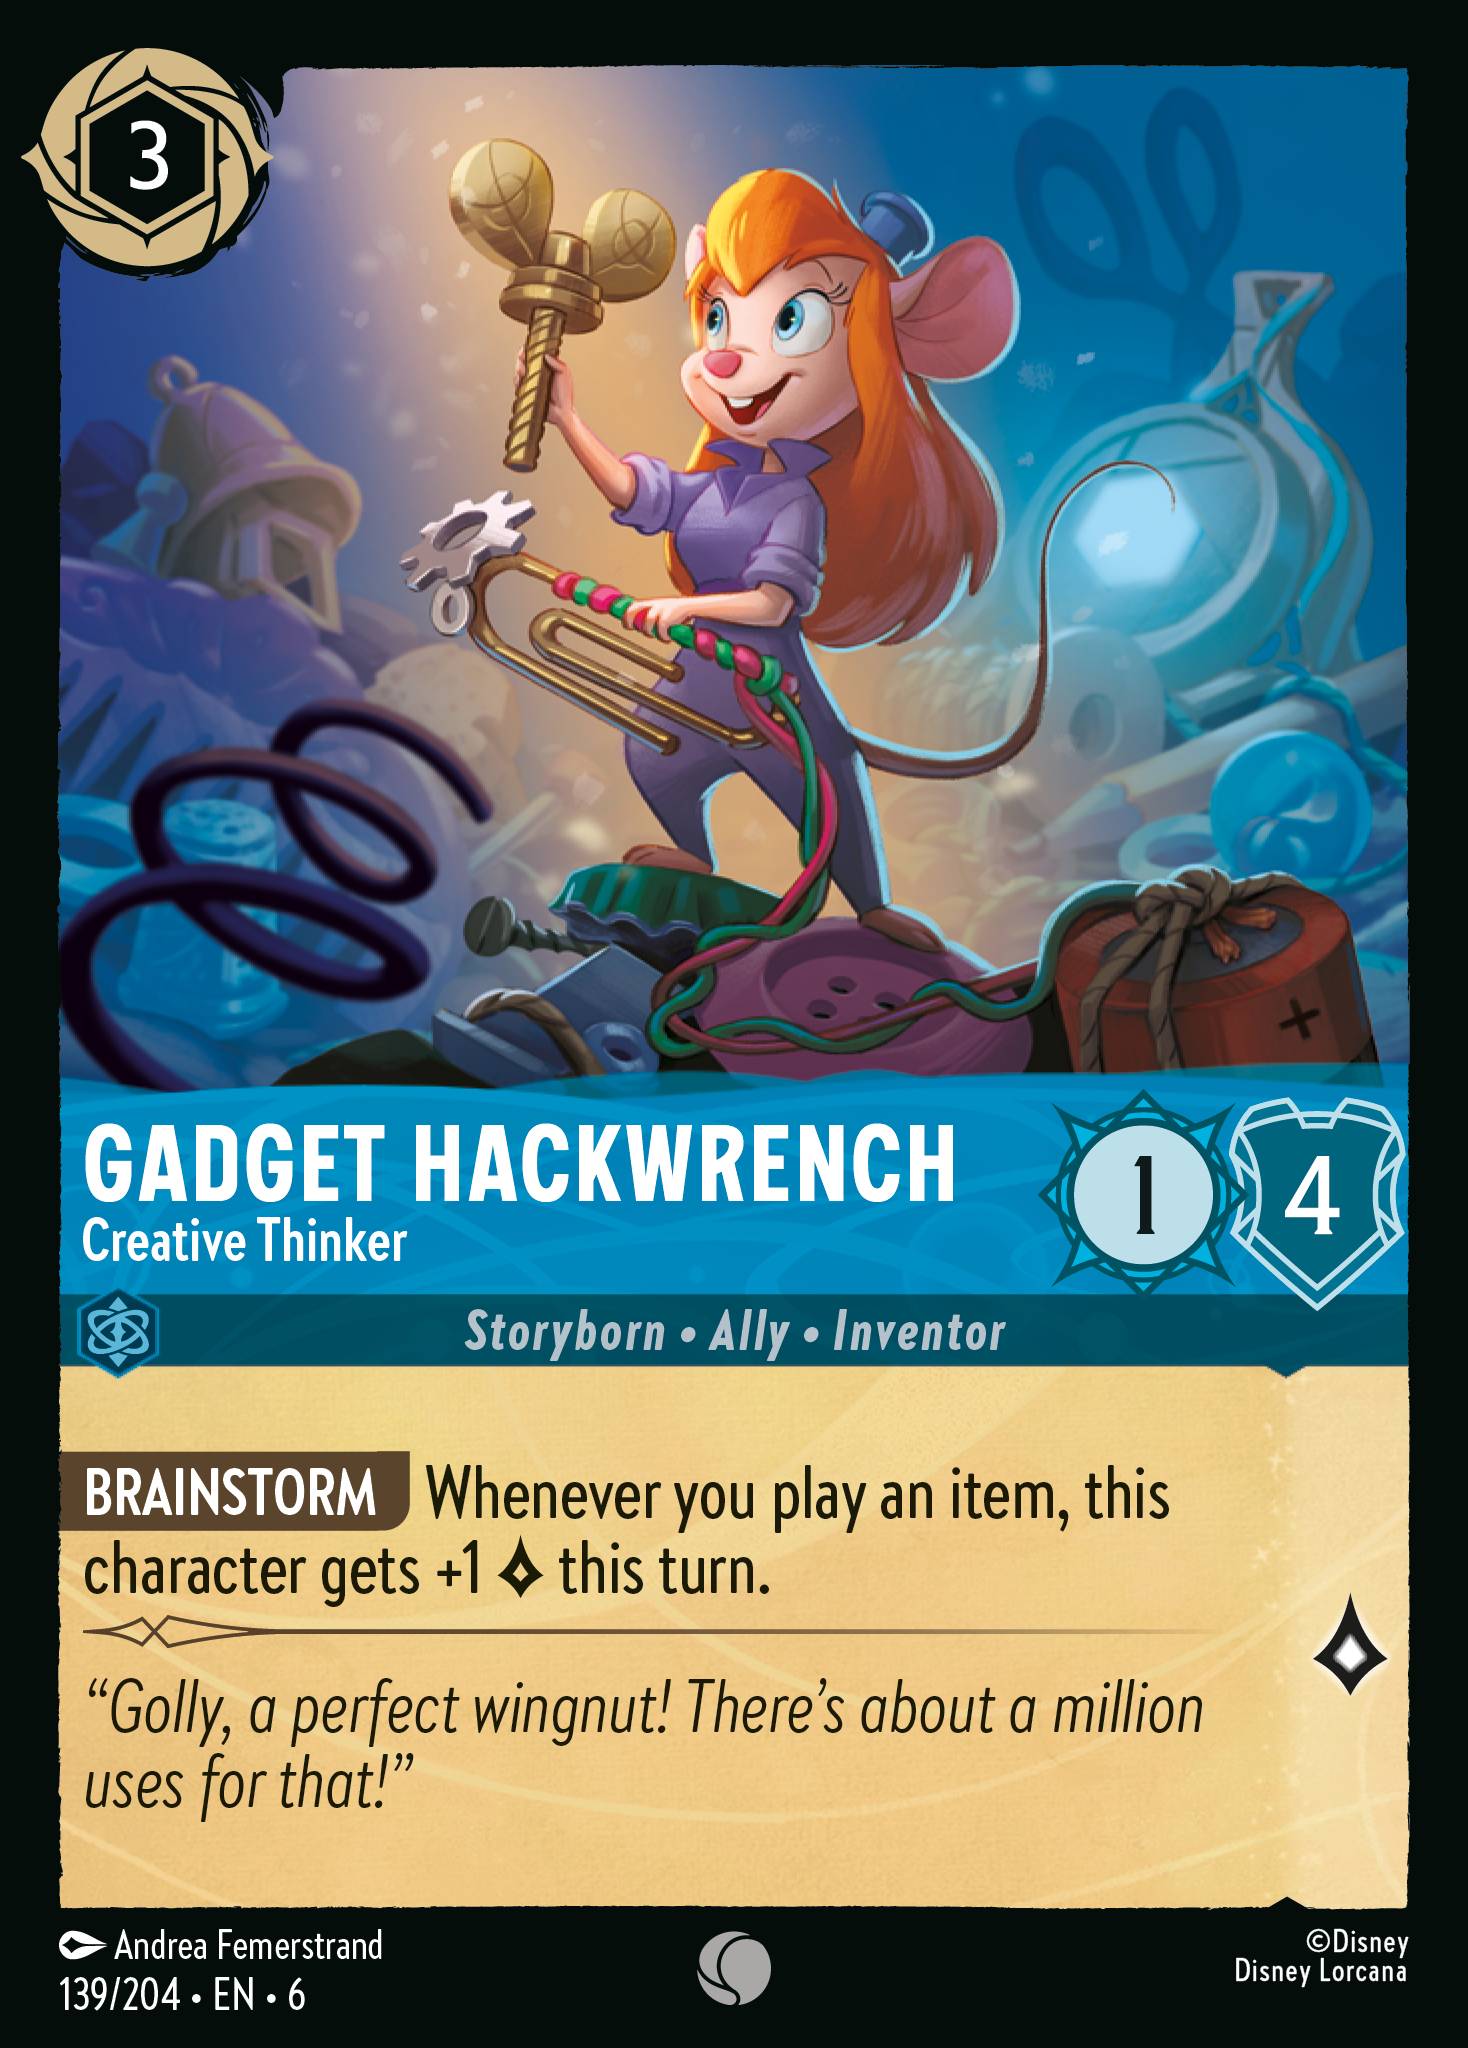 3
GADGET HACKWRENCH
Creative Thinker
1
4
Storyborn • Ally • Inventor
BRAINSTORM Whenever you play an item, this
character gets +1 this turn.
“Golly, a perfect wingnut! There’s about a million
uses for that!”
Andrea Femerstrand
139/204 • EN • 6
©Disney
Disney Lorcana